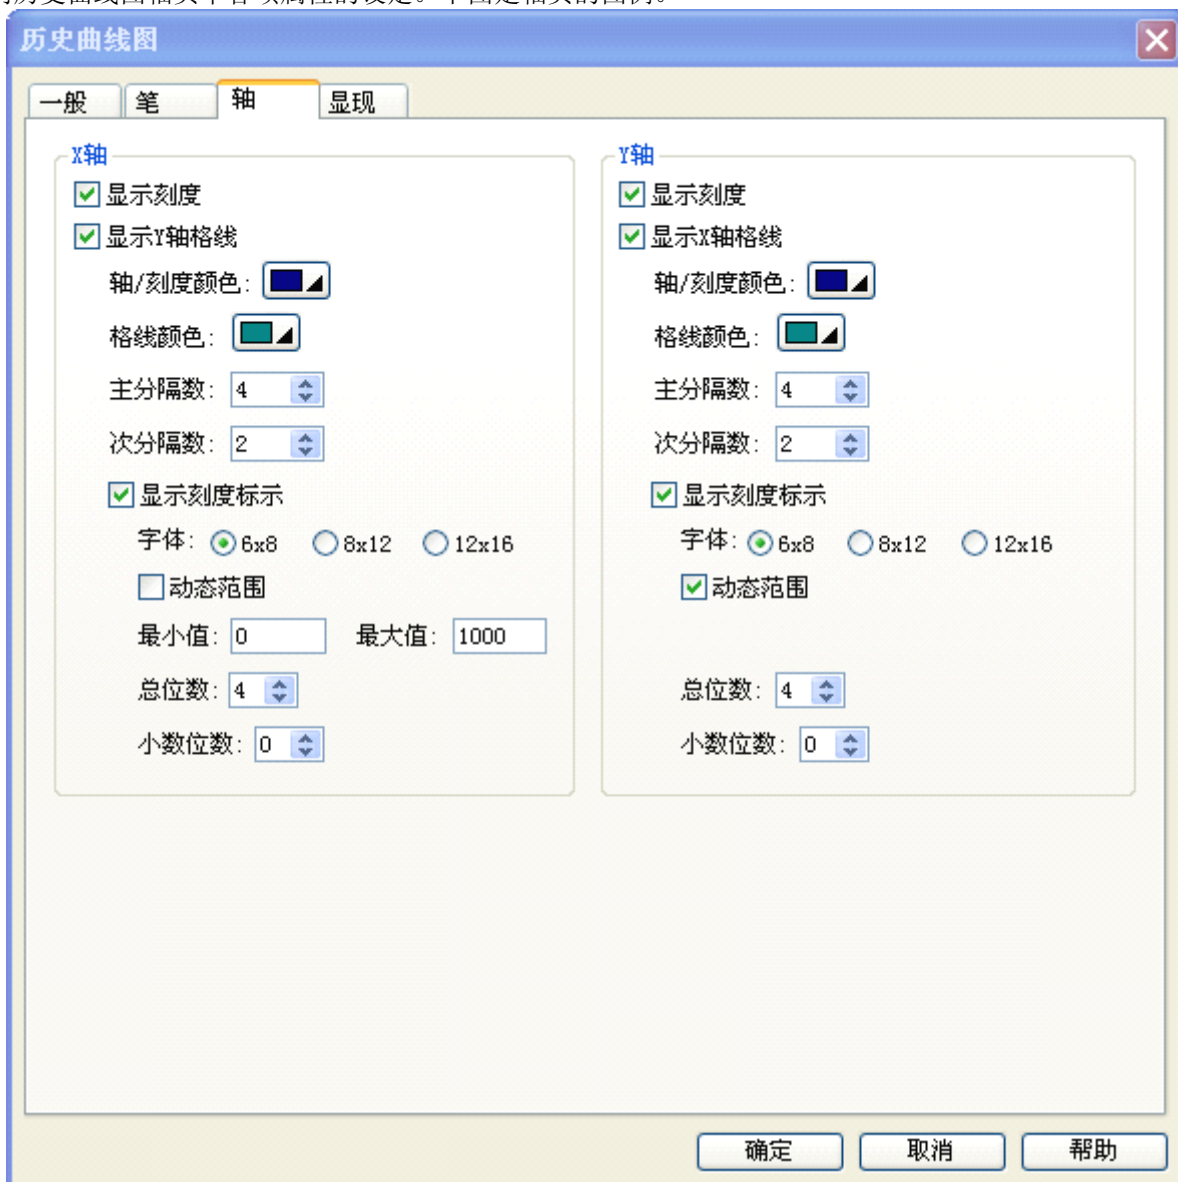 历史曲线图
一般 笔 轴 显现
X轴
显示刻度
显示Y轴格线
轴/刻度颜色:
格线颜色:
主分隔数: 4
次分隔数: 2
显示刻度标示
字体: 6x8 8x12 12x16
动态范围
最小值: 0 最大值: 1000
总位数: 4
小数位数: 0
Y轴
显示刻度
显示X轴格线
轴/刻度颜色:
格线颜色:
主分隔数: 4
次分隔数: 2
显示刻度标示
字体: 6x8 8x12 12x16
动态范围
总位数: 4
小数位数: 0
确定 取消 帮助